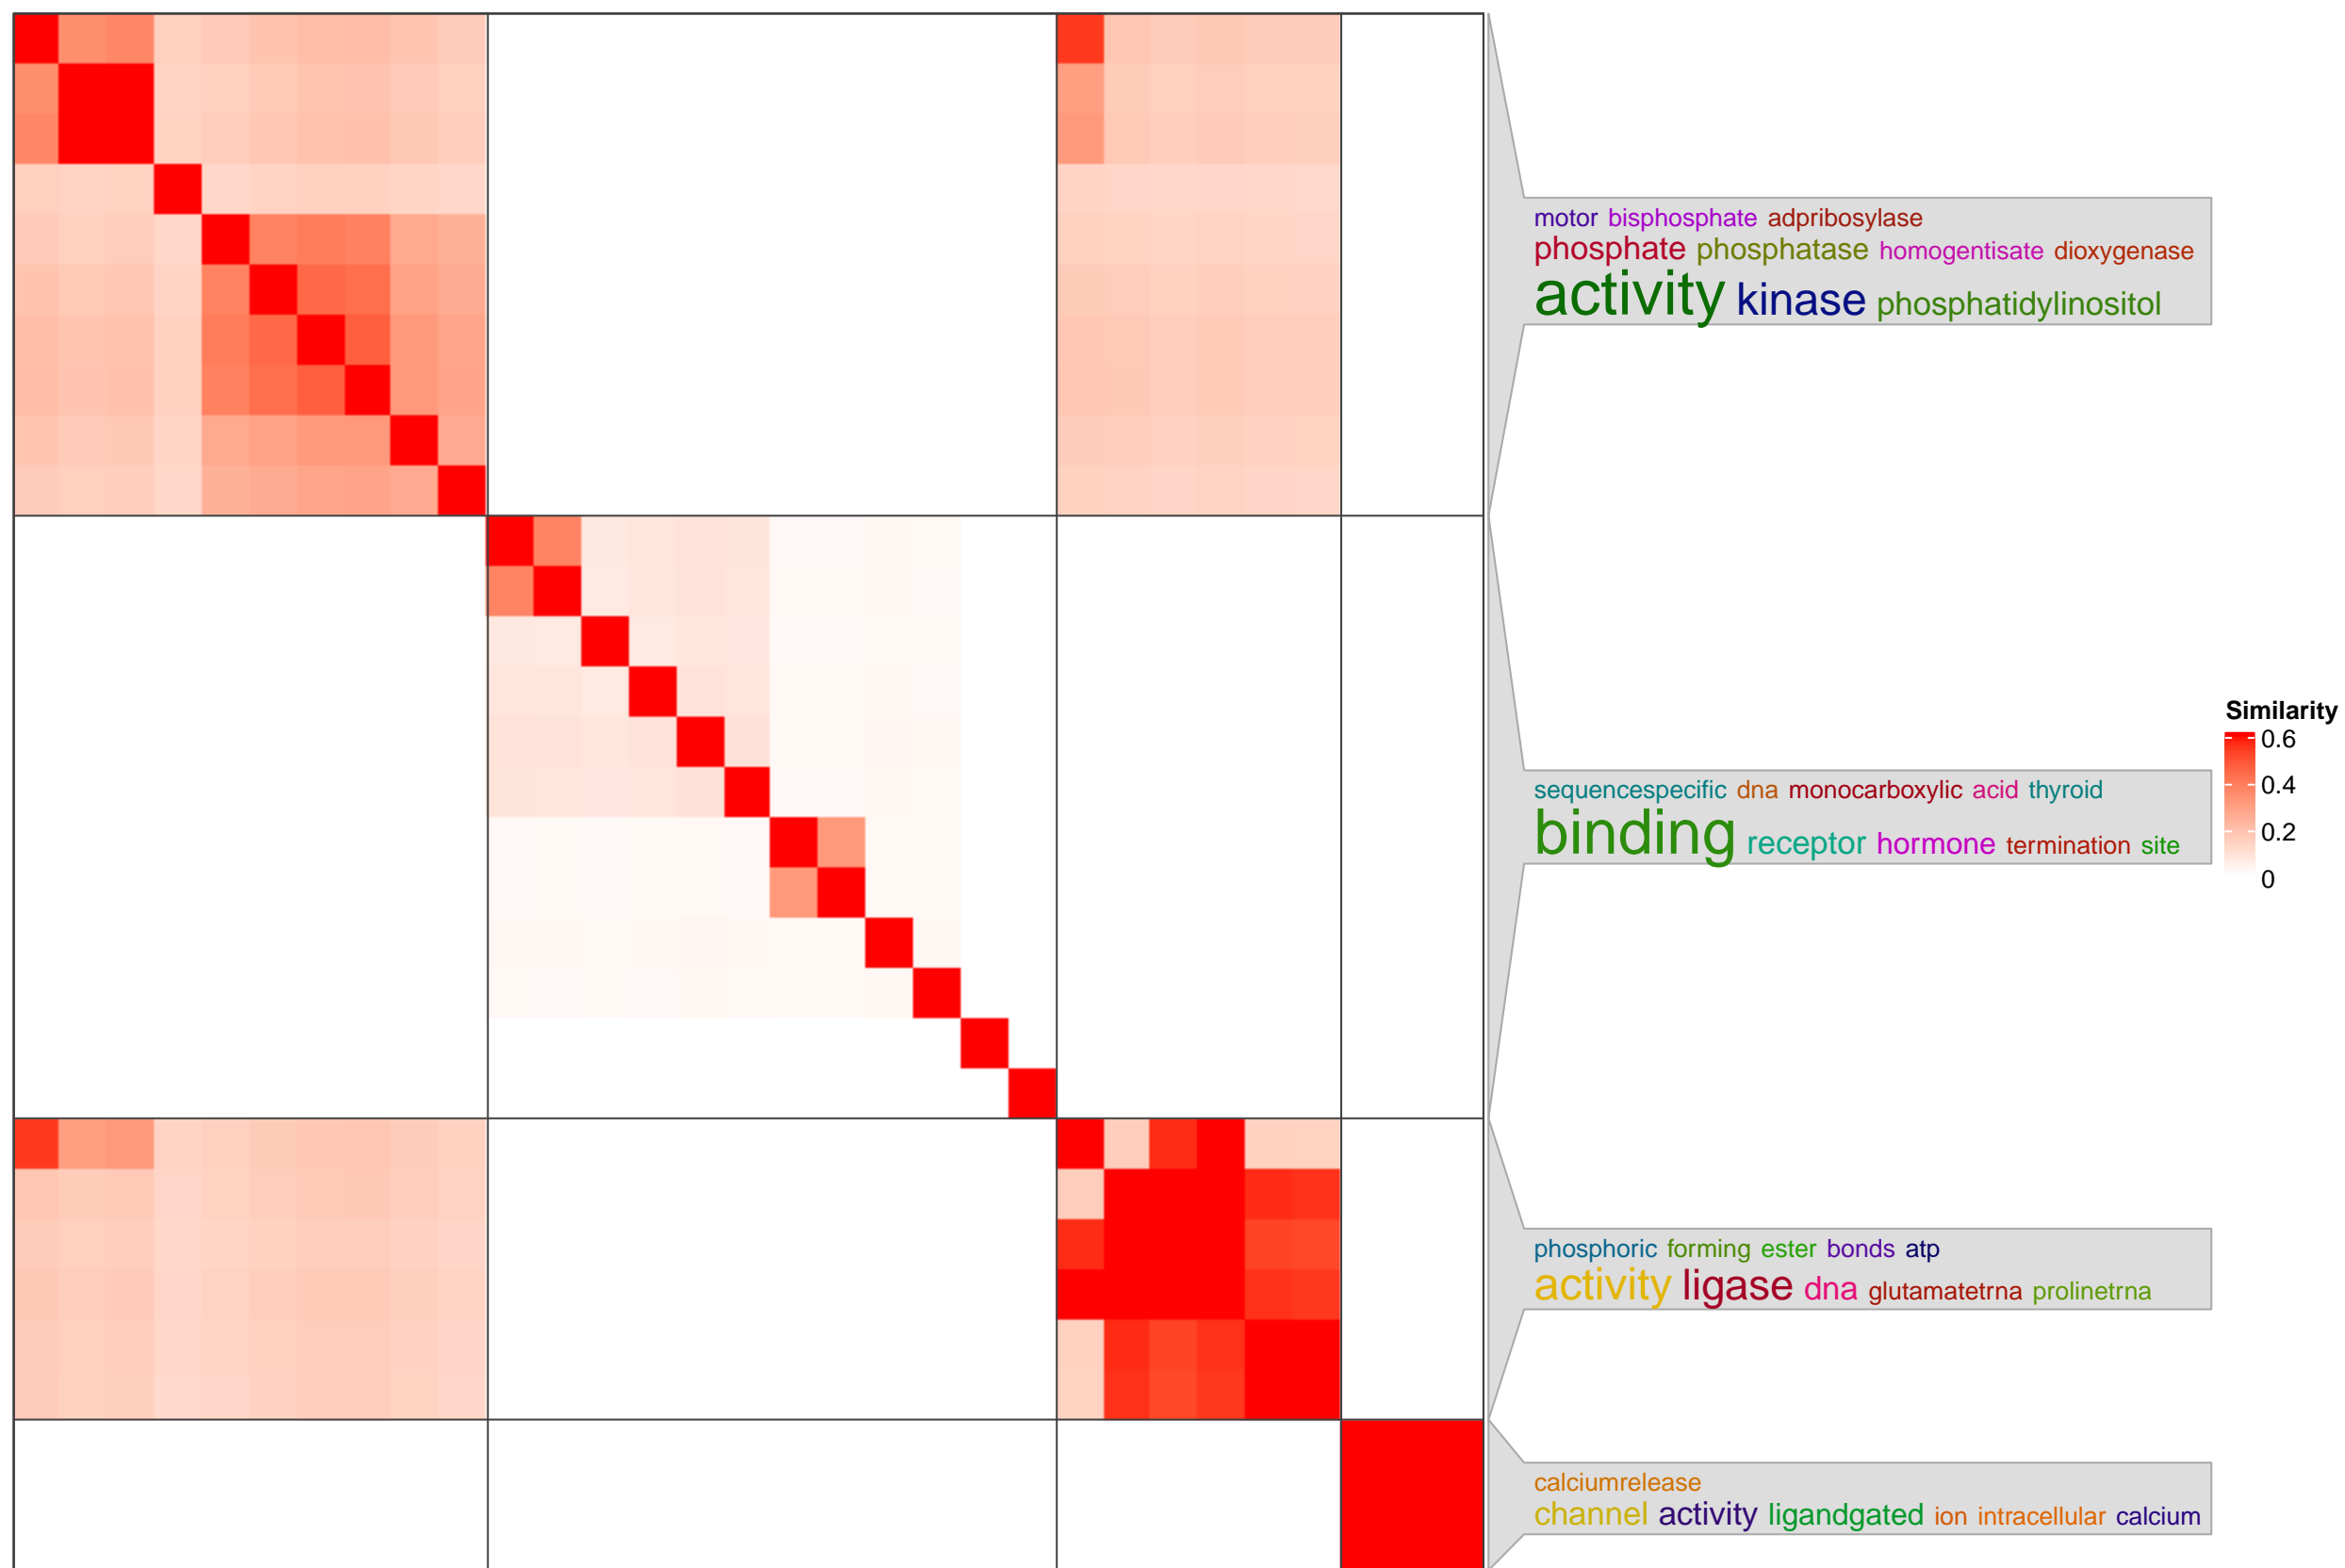 motor bisphosphate adpribosylase
phosphate phosphatase homogentisate dioxygenase
activity kinase phosphatidylinositol
sequencespecific dna monocarboxylic acid thyroid
binding receptor hormone termination site
Similarity
0.6
0.4
0.2
0
phosphoric forming ester bonds atp
activity ligase dna glutamatetrna prolinetrna
calciumrelease
channel activity ligandgated ion intracellular calcium